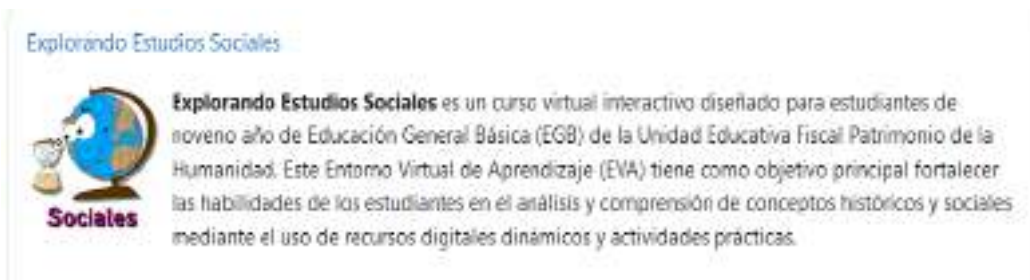 Explorando Estudios Sociales
Explorando Estudios Sociales es un curso virtual interactivo diseñado para estudiantes de
noveno año de Educación General Básica (EGB) de la Unidad Educativa Fiscal Patrimonio de la
Humanidad. Este Entorno Virtual de Aprendizaje (EVA) tiene como objetivo principal fortalecer
las habilidades de los estudiantes en el análisis y comprensión de conceptos históricos y sociales
mediante el uso de recursos digitales dinámicos y actividades prácticas.
Sociales